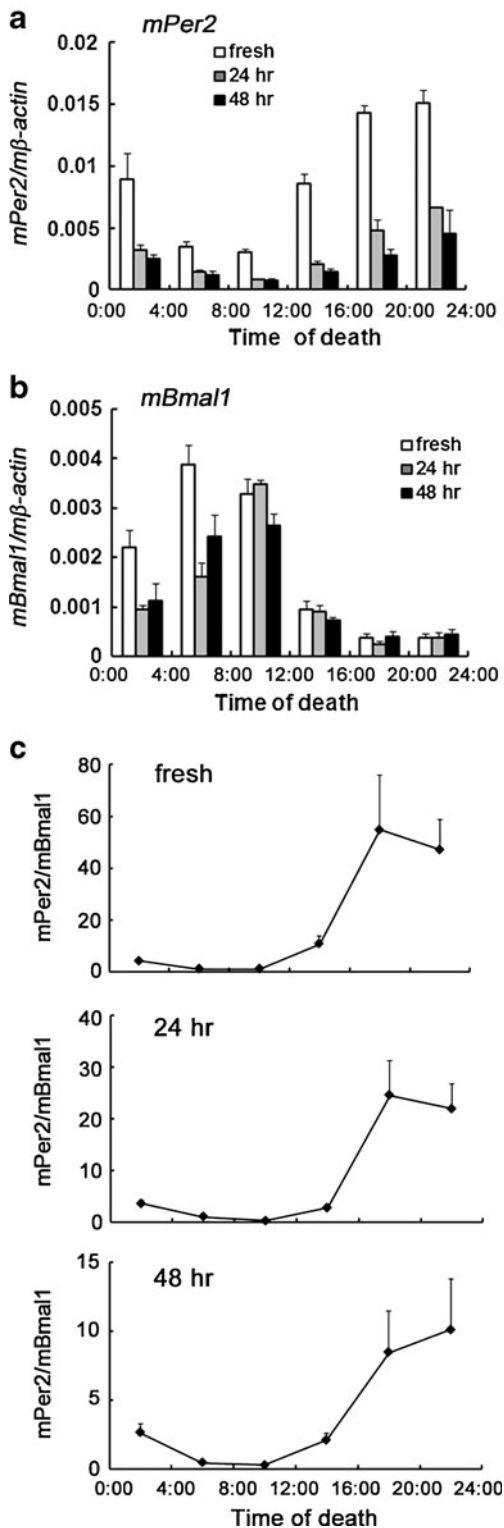 a
mPer2
0.02
fresh
24 hr
48 hr
0.015
0.01
0.005
0
mPer2/mβ-actin
0:00 4:00 8:00 12:00 16:00 20:00 24:00
Time of death
b
mBmal1
0.005
fresh
24 hr
48 hr
0.004
0.003
0.002
0.001
0
mBmal1/mβ-actin
0:00 4:00 8:00 12:00 16:00 20:00 24:00
Time of death
c
fresh
80
60
40
20
0
mPer2/mBmal1
24 hr
40
30
20
10
0
mPer2/mBmal1
48 hr
15
10
5
0
mPer2/mBmal1
0:00 4:00 8:00 12:00 16:00 20:00 24:00
Time of death